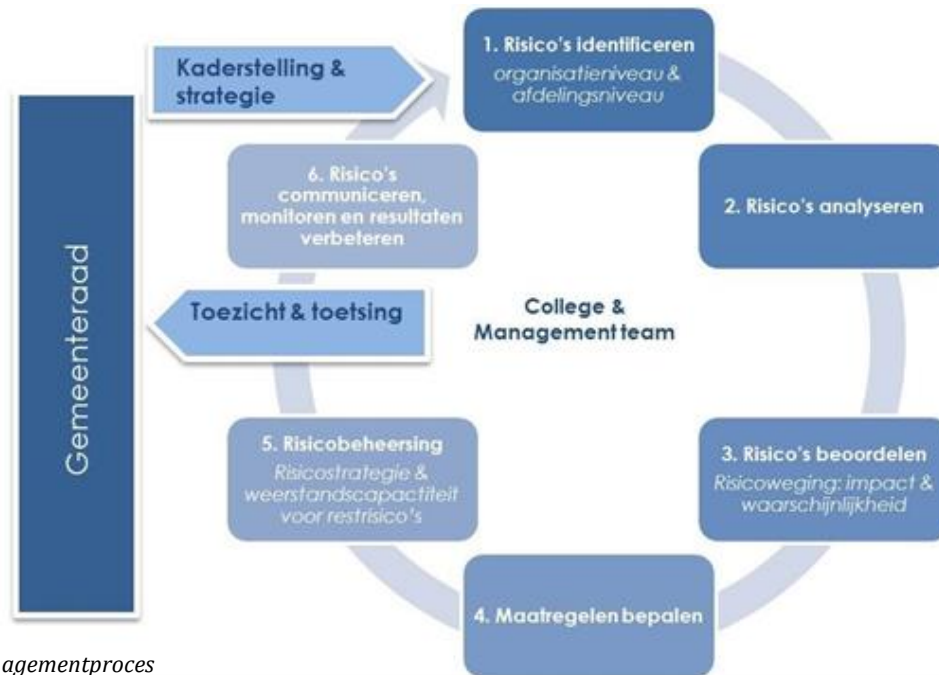 Kaderstelling &
strategie
1. Risico's identificeren
organisatieniveau &
afdelingsniveau
6. Risico's
communiceren,
monitoren en resultaten
verbeteren
2. Risico's analyseren
Gemeenteraad
Toezicht & toetsing
College &
Management team
5. Risicobeheersing
Risicostrategie &
weerstandscapactiteit
voor restrisico's
3. Risico's beoordelen
Risicoweging: impact &
waarschijnlijkheid
4. Maatregelen bepalen
agementproces